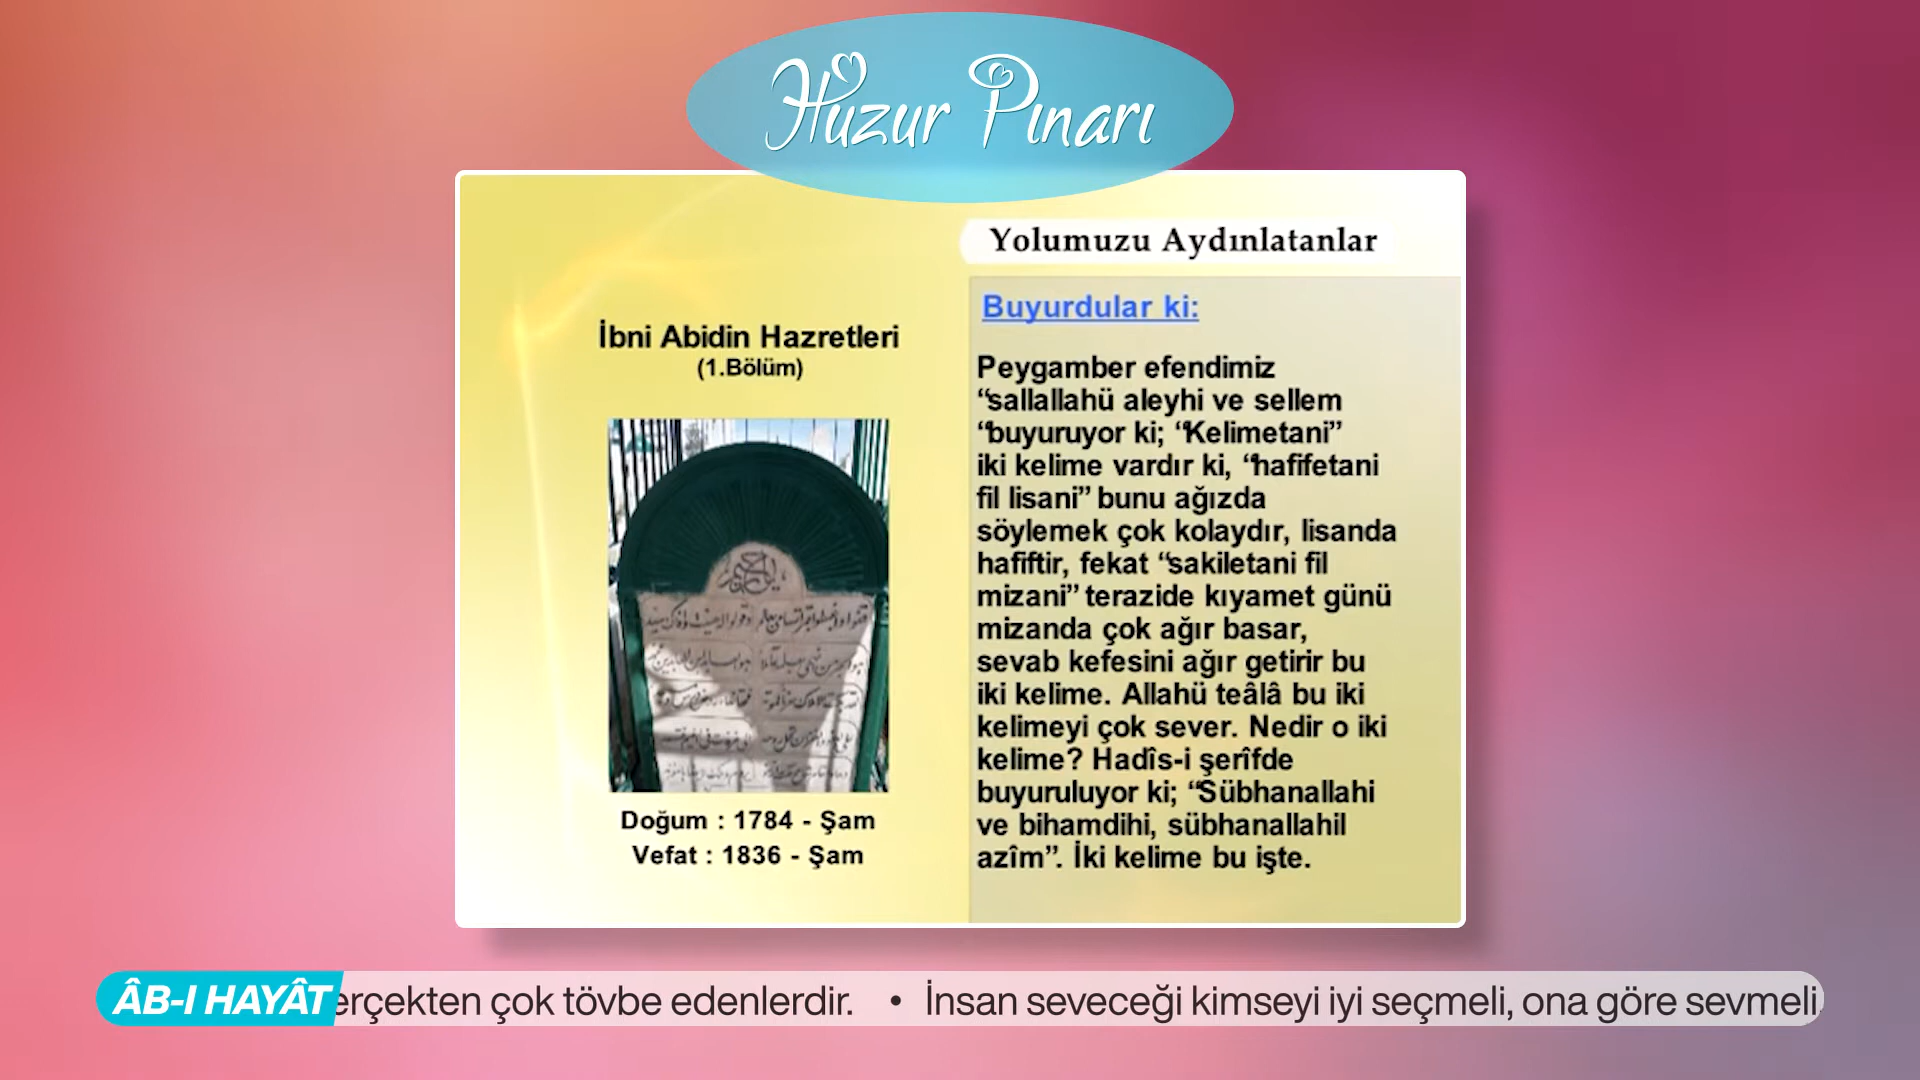 Huzur Pınarı
Yolumuzu Aydınlatanlar
İbni Abidin Hazretleri
(1.Bölüm)
Doğum : 1784 - Şam
Vefat : 1836 - Şam
Buyurdular ki:
Peygamber efendimiz
“sallallahü aleyhi ve sellem
“buyuruyor ki; “Kelimetani”
iki kelime vardır ki, “hafifetani
fil lisani” bunu ağızda
söylemek çok kolaydır, lisanda
hafiftir, fekat “sakiletani fil
mizani” terazide kıyamet günü
mizanda çok ağır basar,
sevab kefesini ağır getirir bu
iki kelime. Allahü teâlâ bu iki
kelimeyi çok sever. Nedir o iki
kelime? Hadîs-i şerîfde
buyuruluyor ki; “Sübhanallahi
ve bihamdihi, sübhanallahil
azîm”. İki kelime bu işte.
ÂB-I HAYÂT erçekten çok tövbe edenlerdir. • İnsan seveceği kimseyi iyi seçmeli, ona göre sevmeli